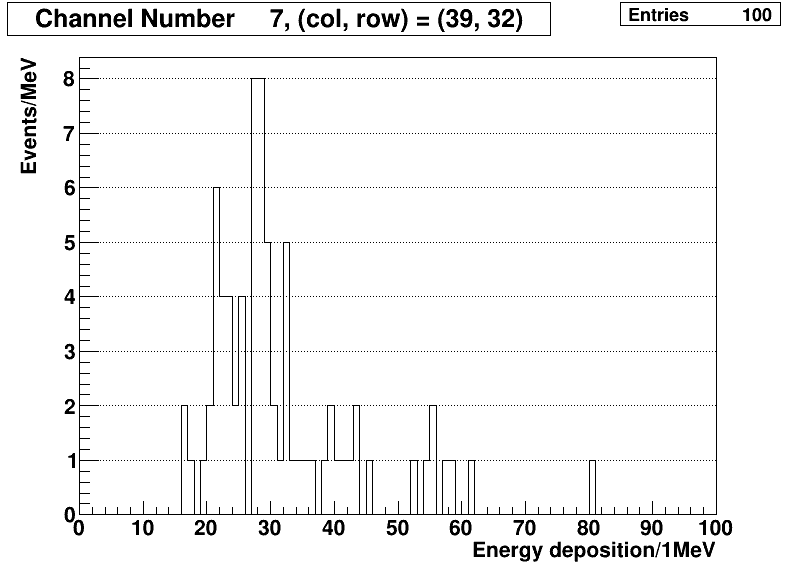 Channel Number 7, (col, row) = (39, 32)
Entries 100
Events/MeV
8
7
6
5
4
3
2
1
0
0 10 20 30 40 50 60 70 80 90 100
Energy deposition/1MeV